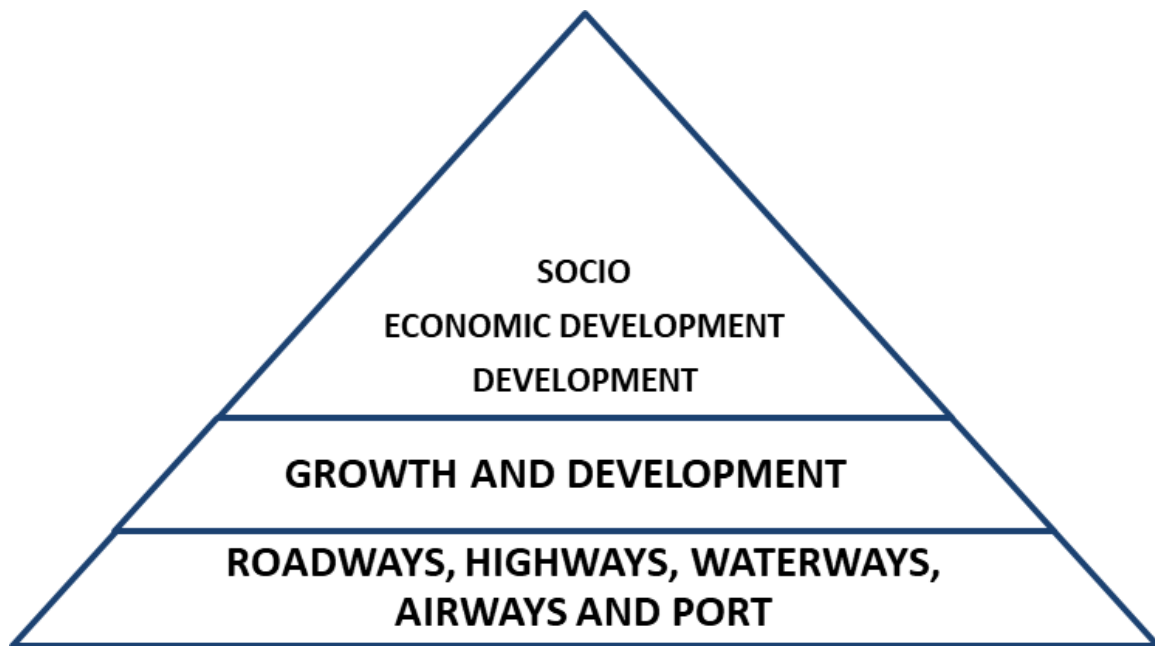 SOCIO
ECONOMIC DEVELOPMENT
DEVELOPMENT
GROWTH AND DEVELOPMENT
ROADWAYS, HIGHWAYS, WATERWAYS,
AIRWAYS AND PORT